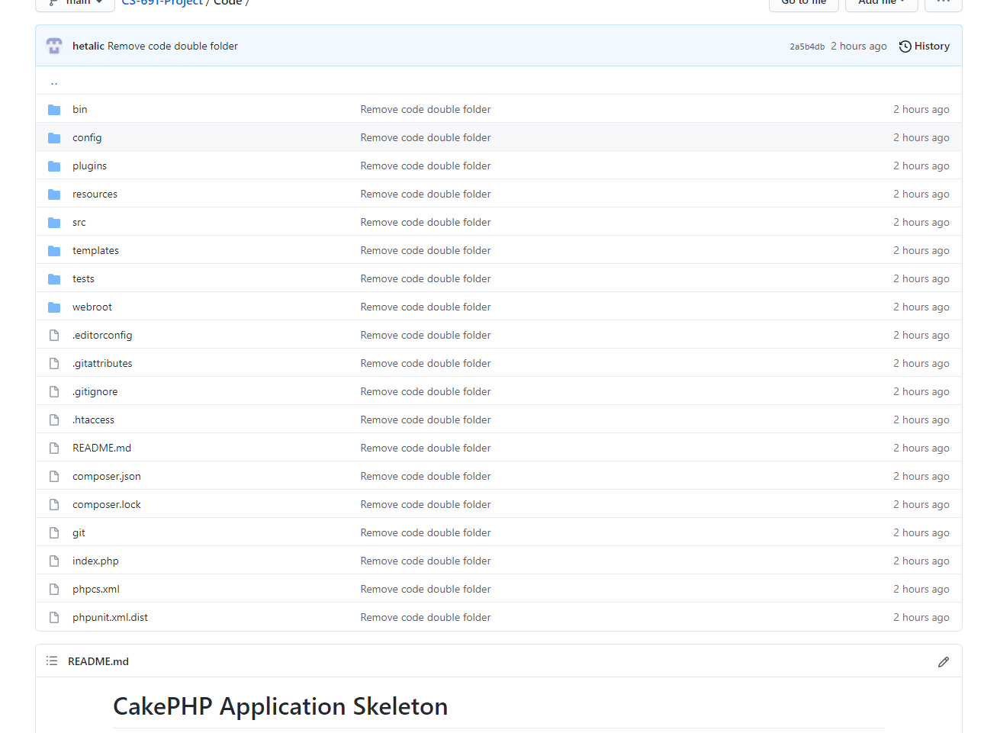 main CS-691-Project / Code / Go to file Add file ...
hetalic Remove code double folder 2a5b4db 2 hours ago History
..
bin Remove code double folder 2 hours ago
config Remove code double folder 2 hours ago
plugins Remove code double folder 2 hours ago
resources Remove code double folder 2 hours ago
src Remove code double folder 2 hours ago
templates Remove code double folder 2 hours ago
tests Remove code double folder 2 hours ago
webroot Remove code double folder 2 hours ago
.editorconfig Remove code double folder 2 hours ago
.gitattributes Remove code double folder 2 hours ago
.gitignore Remove code double folder 2 hours ago
.htaccess Remove code double folder 2 hours ago
README.md Remove code double folder 2 hours ago
composer.json Remove code double folder 2 hours ago
composer.lock Remove code double folder 2 hours ago
git Remove code double folder 2 hours ago
index.php Remove code double folder 2 hours ago
phpcs.xml Remove code double folder 2 hours ago
phpunit.xml.dist Remove code double folder 2 hours ago
README.md
CakePHP Application Skeleton